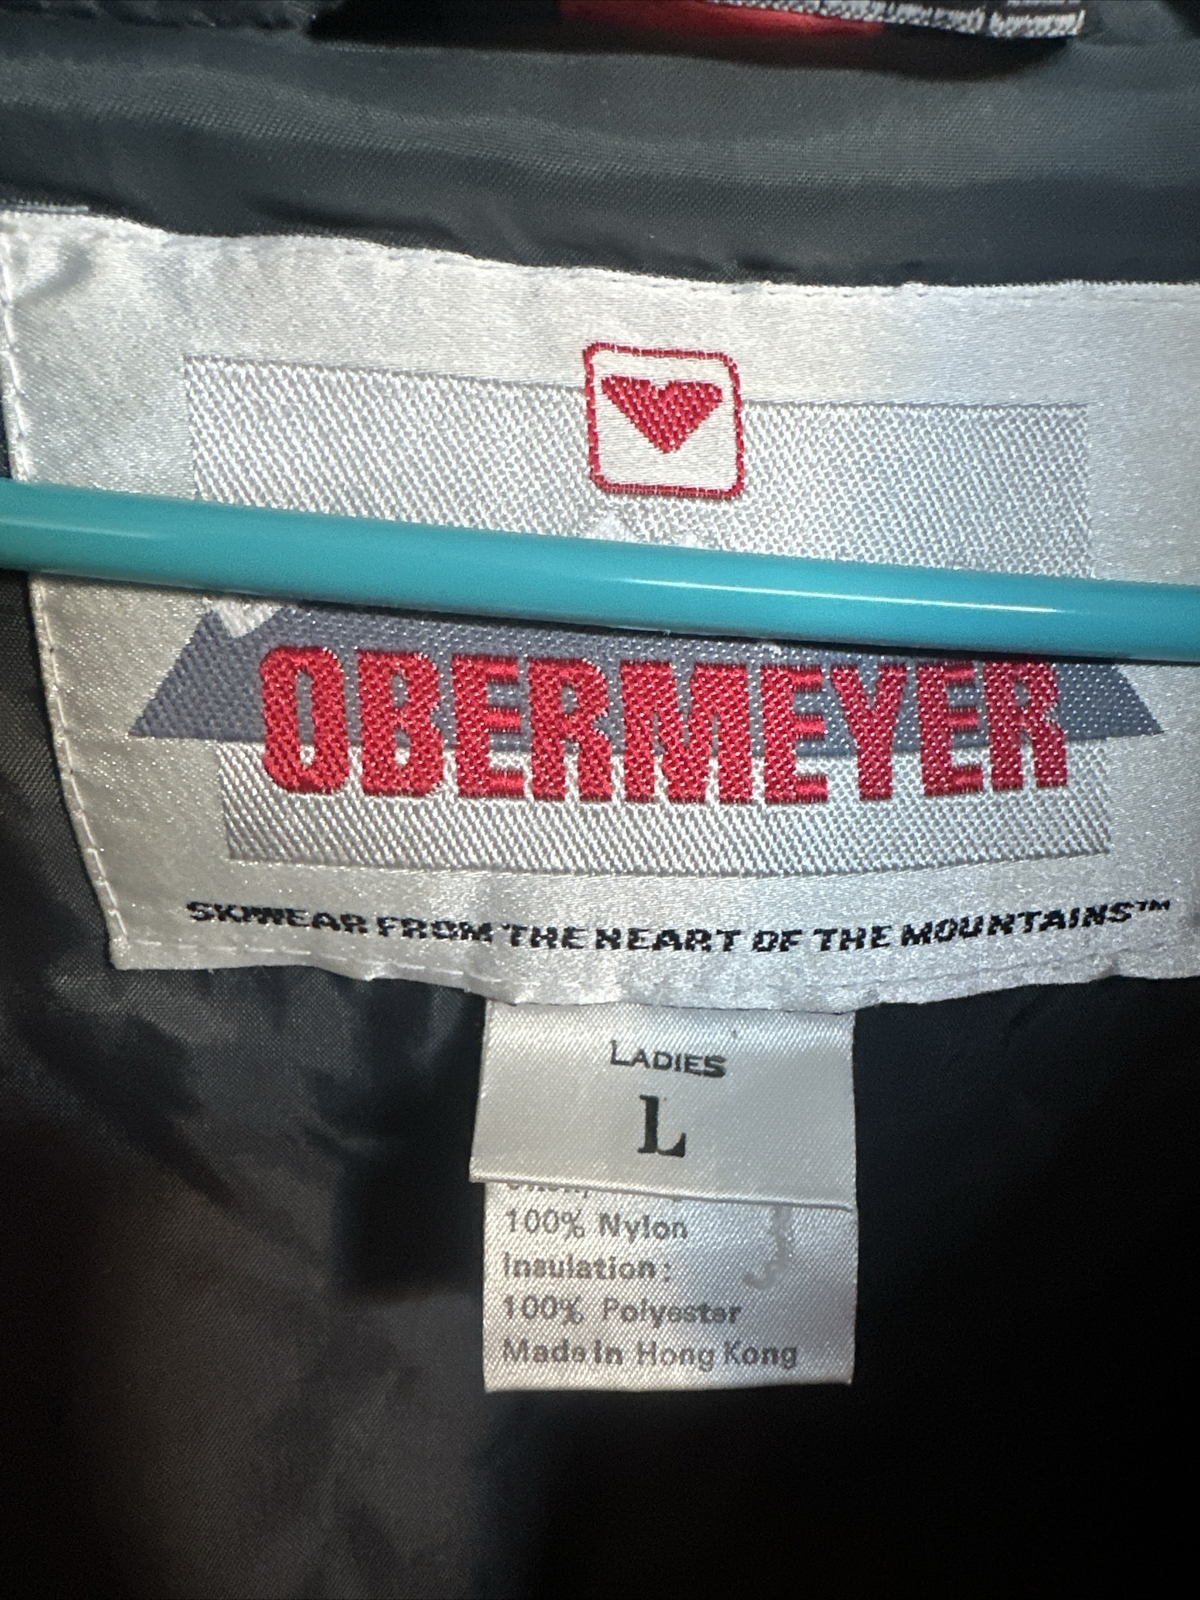 OBERMEYER
SKIWEAR FROM THE HEART OF THE MOUNTAINS™
LADIES
L
100% Nylon
Insulation:
100% Polyester
Made in Hong Kong